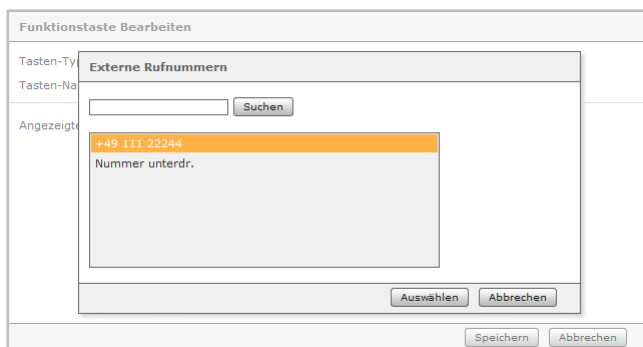 Funktionstaste Bearbeiten
Tasten-Typ
Externe Rufnummern
Tasten-Na
Suchen
Angezeigte
+49 111 22244
Nummer unterdr.
Auswählen Abbrechen
Speichern Abbrechen